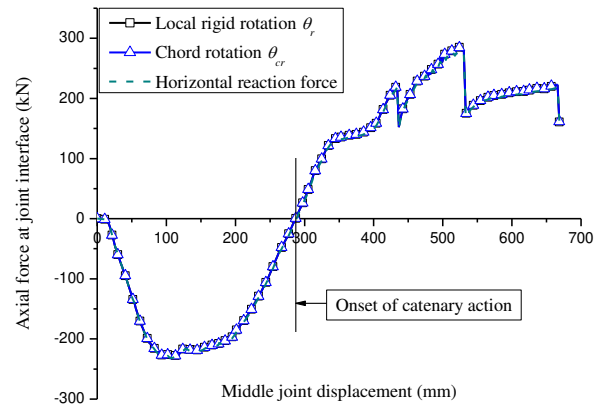 Local rigid rotation θr
Chord rotation θcr
Horizontal reaction force
Axial force at joint interface (kN)
300
200
100
0
-100
-200
-300
0 100 200 300 400 500 600 700
Onset of catenary action
Middle joint displacement (mm)